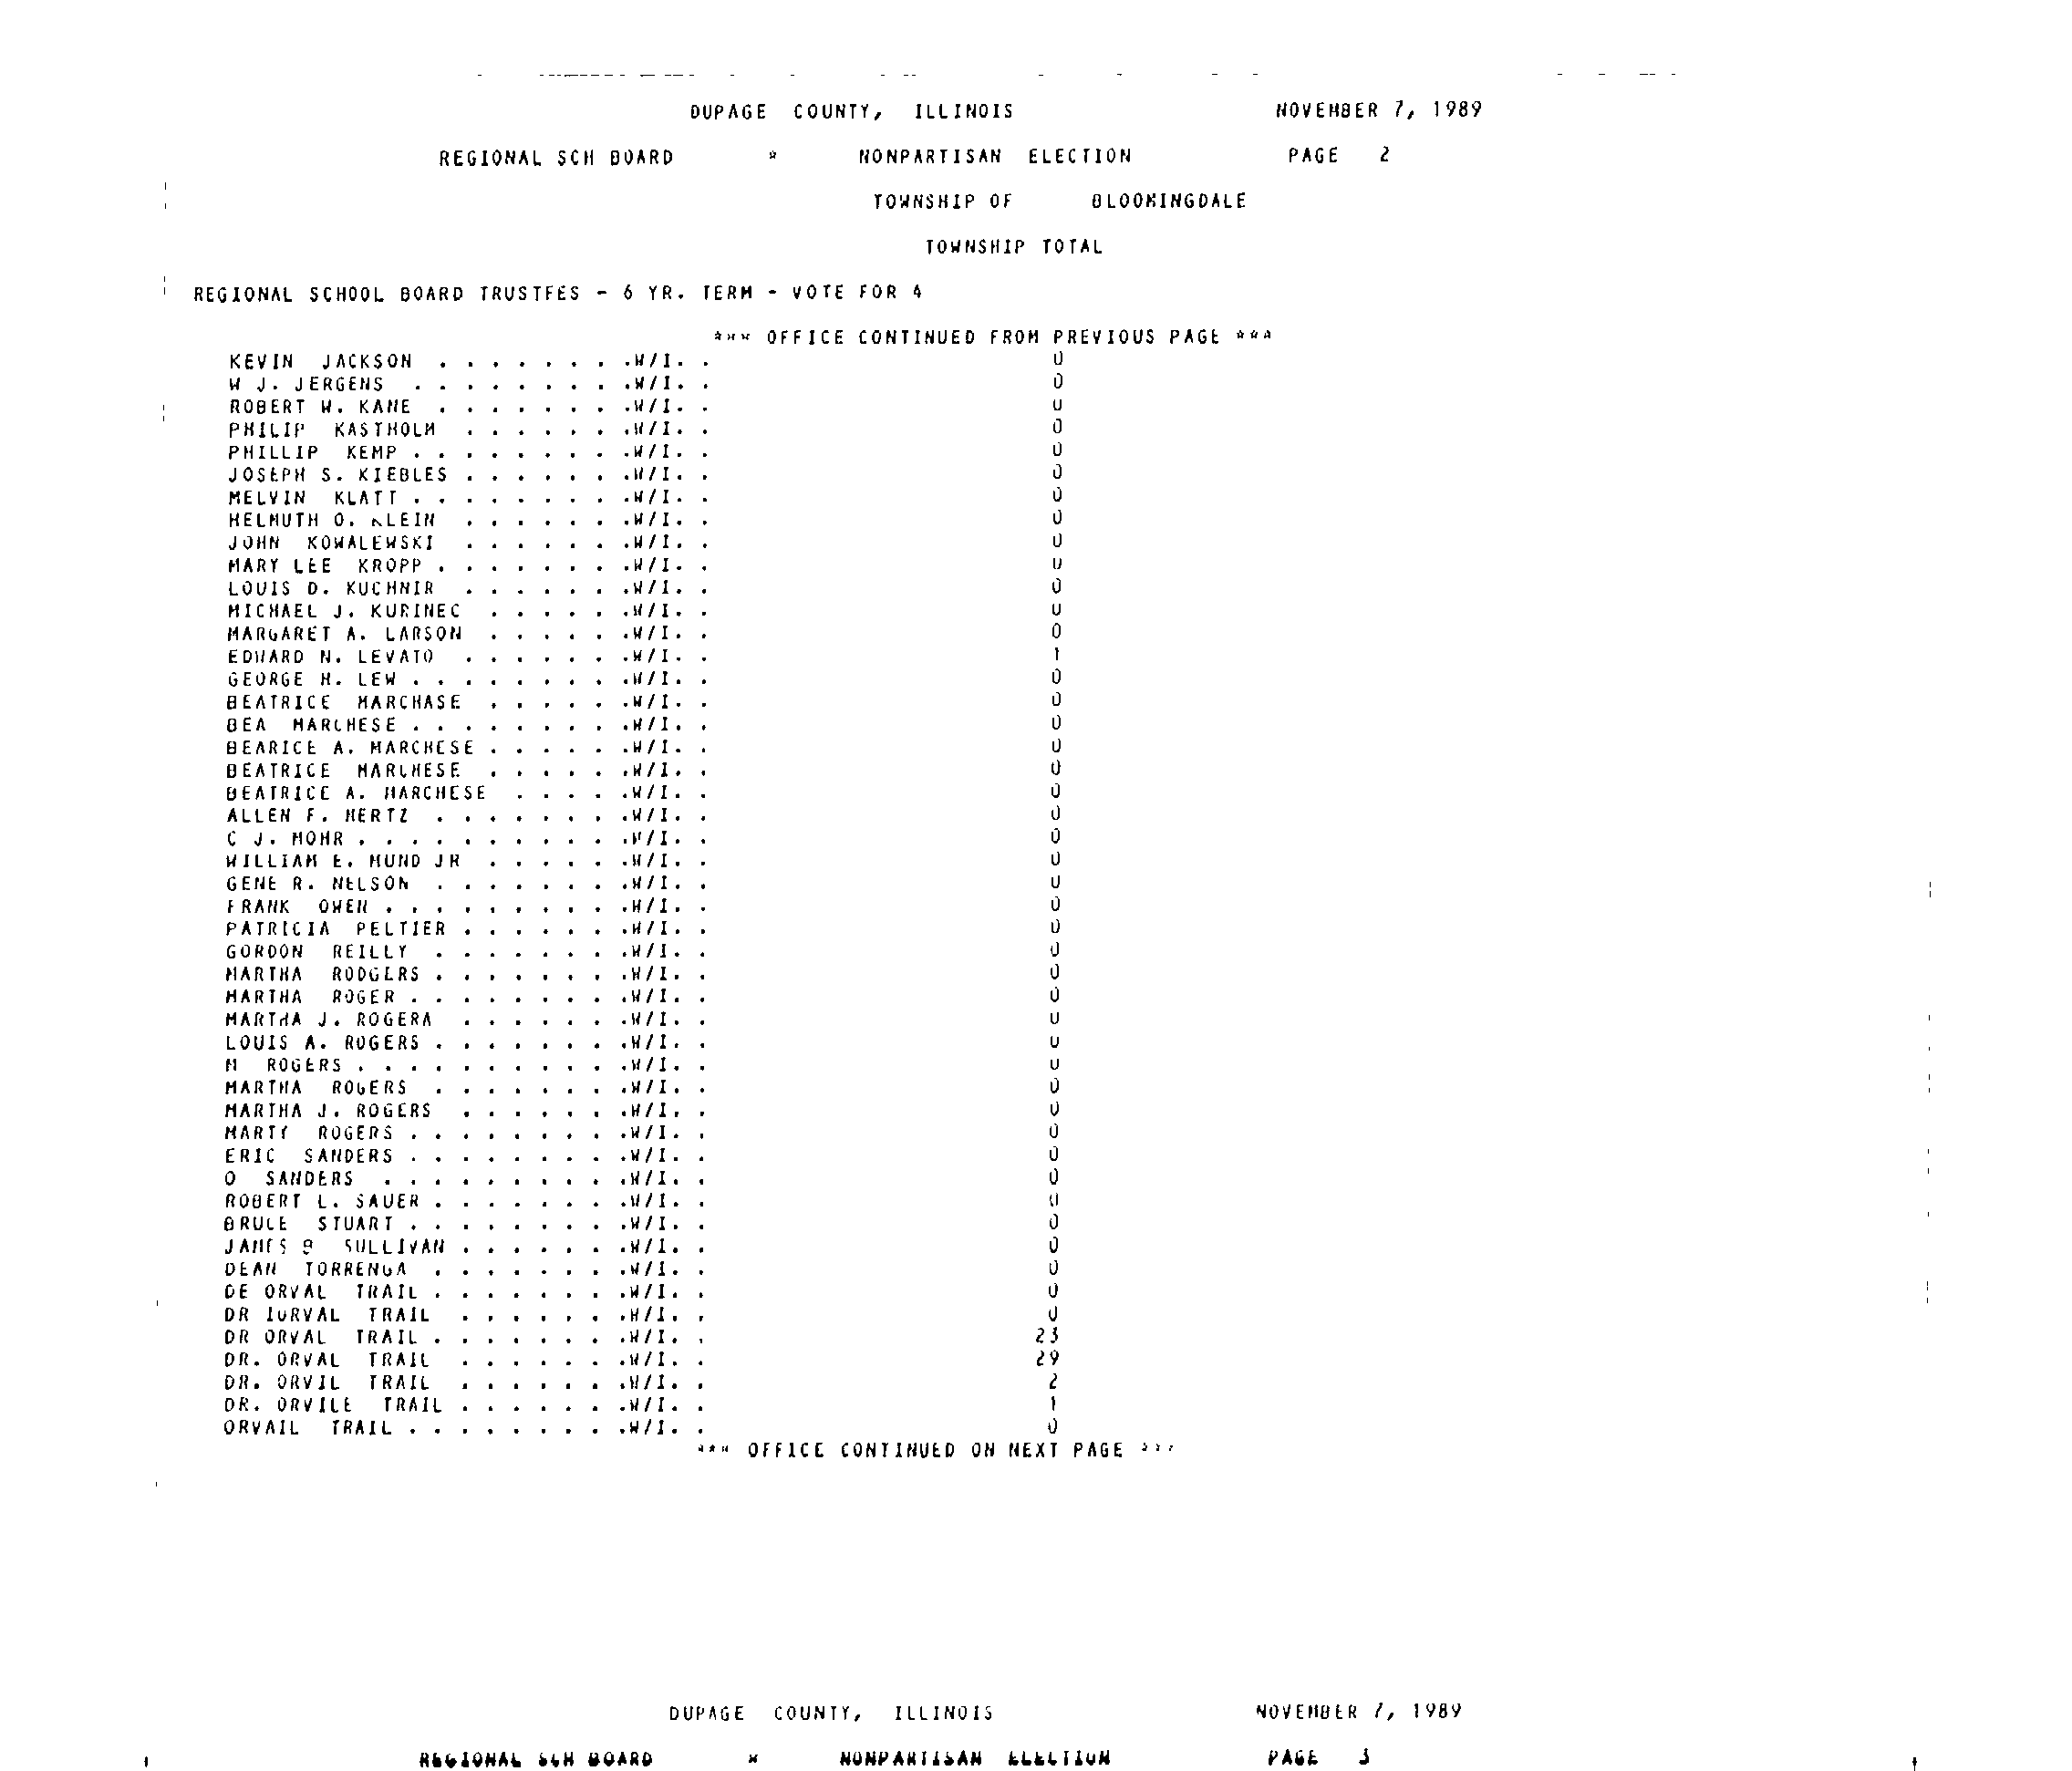 DUPAGE COUNTY, ILLINOIS NOVEMBER 7, 1989
REGIONAL SCH BOARD * NONPARTISAN ELECTION PAGE 2
TOWNSHIP OF BLOOMINGDALE
TOWNSHIP TOTAL
REGIONAL SCHOOL BOARD TRUSTEES - 6 YR. TERM - VOTE FOR 4
*** OFFICE CONTINUED FROM PREVIOUS PAGE ***
KEVIN JACKSON . . . . . . . .W/I. . 0
W J. JERGENS . . . . . . . . .W/I. . 0
ROBERT W. KANE . . . . . . . .W/I. . 0
PHILIP KASTHOLM . . . . . . .W/I. . 0
PHILLIP KEMP . . . . . . . . .W/I. . 0
JOSEPH S. KIEBLES . . . . . . .W/I. . 0
MELVIN KLATT . . . . . . . . .W/I. . 0
HELMUTH O. KLEIN . . . . . . .W/I. . 0
JOHN KOWALEWSKI . . . . . . .W/I. . 0
MARY LEE KROPP . . . . . . . .W/I. . 0
LOUIS D. KUCHNIR . . . . . . .W/I. . 0
MICHAEL J. KURINEC . . . . . .W/I. . 0
MARGARET A. LARSON . . . . . .W/I. . 0
EDWARD N. LEVATO . . . . . . .W/I. . 1
GEORGE H. LEW . . . . . . . . .W/I. . 0
BEATRICE MARCHASE . . . . . .W/I. . 0
BEA MARCHESE . . . . . . . . .W/I. . 0
BEARICE A. MARCHESE . . . . . .W/I. . 0
BEATRICE MARCHESE . . . . . .W/I. . 0
BEATRICE A. MARCHESE . . . . .W/I. . 0
ALLEN F. MERTZ . . . . . . . .W/I. . 0
C J. MOHR . . . . . . . . . . .W/I. . 0
WILLIAM E. MUND JR . . . . . .W/I. . 0
GENE R. NELSON . . . . . . . .W/I. . 0
FRANK OWEN . . . . . . . . . .W/I. . 0
PATRICIA PELTIER . . . . . . .W/I. . 0
GORDON REILLY . . . . . . . .W/I. . 0
MARTHA RODGERS . . . . . . . .W/I. . 0
MARTHA ROGER . . . . . . . . .W/I. . 0
MARTHA J. ROGERA . . . . . . .W/I. . 0
LOUIS A. ROGERS . . . . . . . .W/I. . 0
M ROGERS . . . . . . . . . . .W/I. . 0
MARTHA ROGERS . . . . . . . .W/I. . 0
MARTHA J. ROGERS . . . . . . .W/I. . 0
MARTY ROGERS . . . . . . . . .W/I. . 0
ERIC SANDERS . . . . . . . . .W/I. . 0
O SANDERS . . . . . . . . . .W/I. . 0
ROBERT L. SAUER . . . . . . . .W/I. . 0
BRUCE STUART . . . . . . . . .W/I. . 0
JAMES B SULLIVAN . . . . . . .W/I. . 0
DEAN TORRENGA . . . . . . . .W/I. . 0
DE ORVAL TRAIL . . . . . . . .W/I. . 0
DR IORVAL TRAIL . . . . . . .W/I. . 0
DR ORVAL TRAIL . . . . . . . .W/I. . 23
DR. ORVAL TRAIL . . . . . . .W/I. . 29
DR. ORVIL TRAIL . . . . . . .W/I. . 2
DR. ORVILE TRAIL . . . . . . .W/I. . 1
ORVAIL TRAIL . . . . . . . . .W/I. . 0
*** OFFICE CONTINUED ON NEXT PAGE ***
DUPAGE COUNTY, ILLINOIS NOVEMBER 7, 1989
REGIONAL SCH BOARD * NONPARTISAN ELECTION PAGE 3